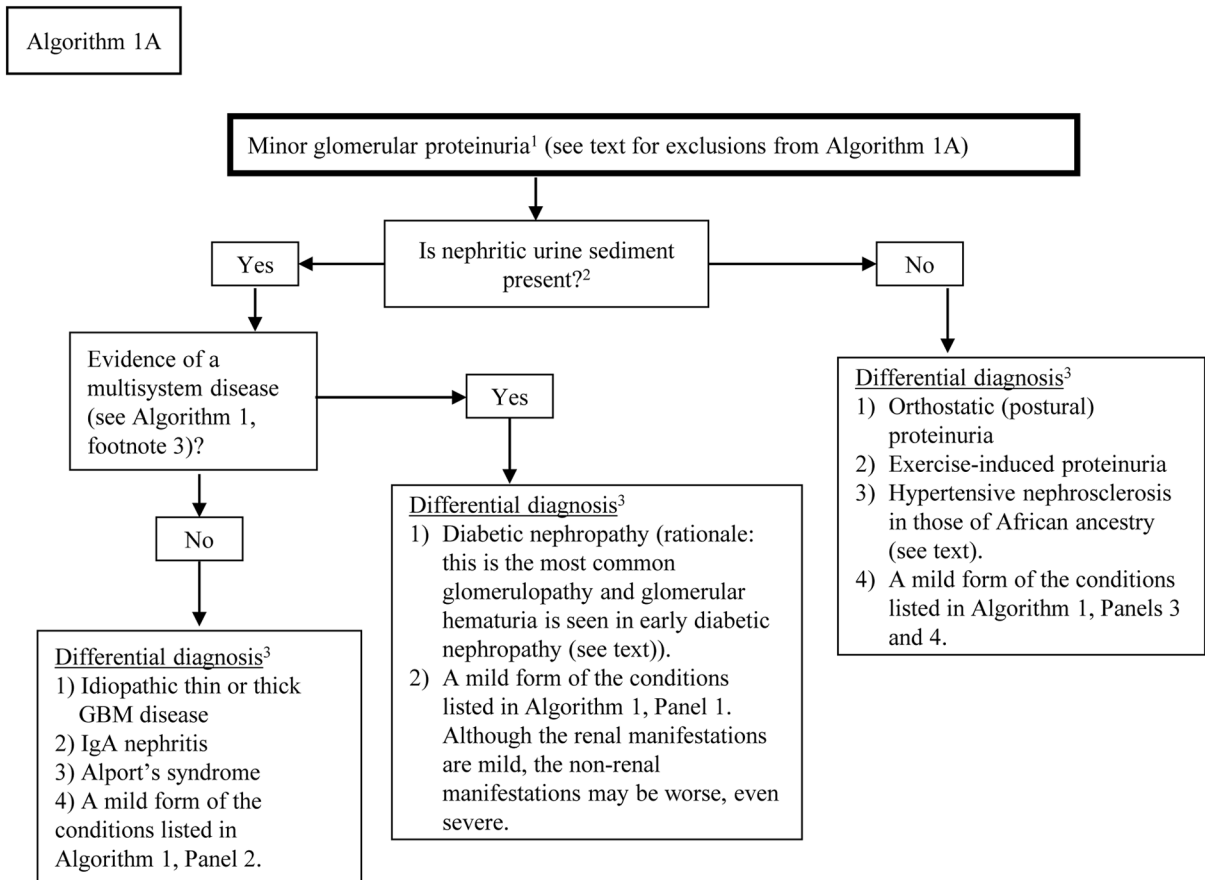 Algorithm 1A
Minor glomerular proteinuria¹ (see text for exclusions from Algorithm 1A)
Is nephritic urine sediment
present?²
Yes
No
Evidence of a
multisystem disease
(see Algorithm 1,
footnote 3)?
Yes
No
Differential diagnosis³
1) Orthostatic (postural)
proteinuria
2) Exercise-induced proteinuria
3) Hypertensive nephrosclerosis
in those of African ancestry
(see text).
4) A mild form of the conditions
listed in Algorithm 1, Panels 3
and 4.
Differential diagnosis³
1) Diabetic nephropathy (rationale:
this is the most common
glomerulopathy and glomerular
hematuria is seen in early diabetic
nephropathy (see text)).
2) A mild form of the conditions
listed in Algorithm 1, Panel 1.
Although the renal manifestations
are mild, the non-renal
manifestations may be worse, even
severe.
Differential diagnosis³
1) Idiopathic thin or thick
GBM disease
2) IgA nephritis
3) Alport's syndrome
4) A mild form of the
conditions listed in
Algorithm 1, Panel 2.